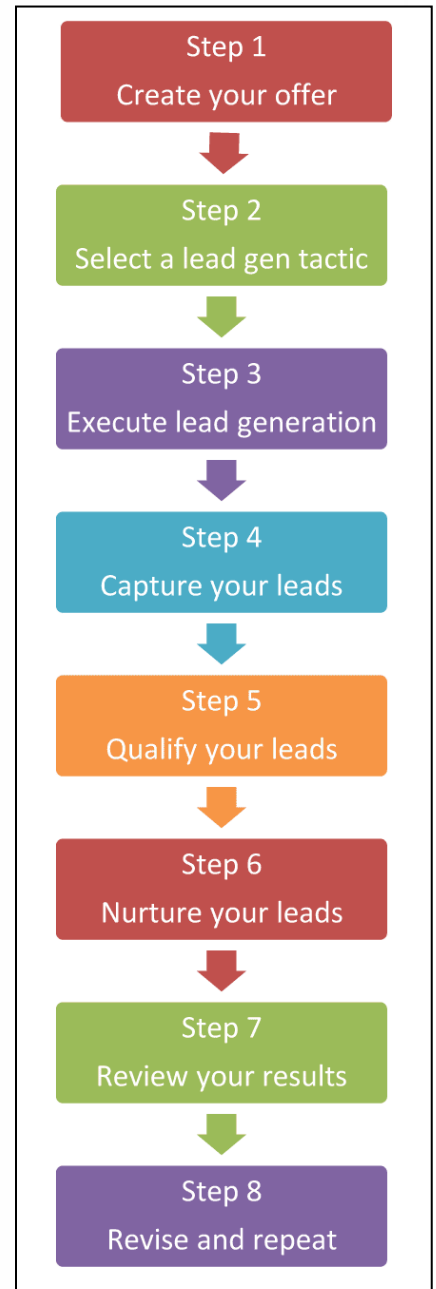 Step 1
Create your offer
Step 2
Select a lead gen tactic
Step 3
Execute lead generation
Step 4
Capture your leads
Step 5
Qualify your leads
Step 6
Nurture your leads
Step 7
Review your results
Step 8
Revise and repeat